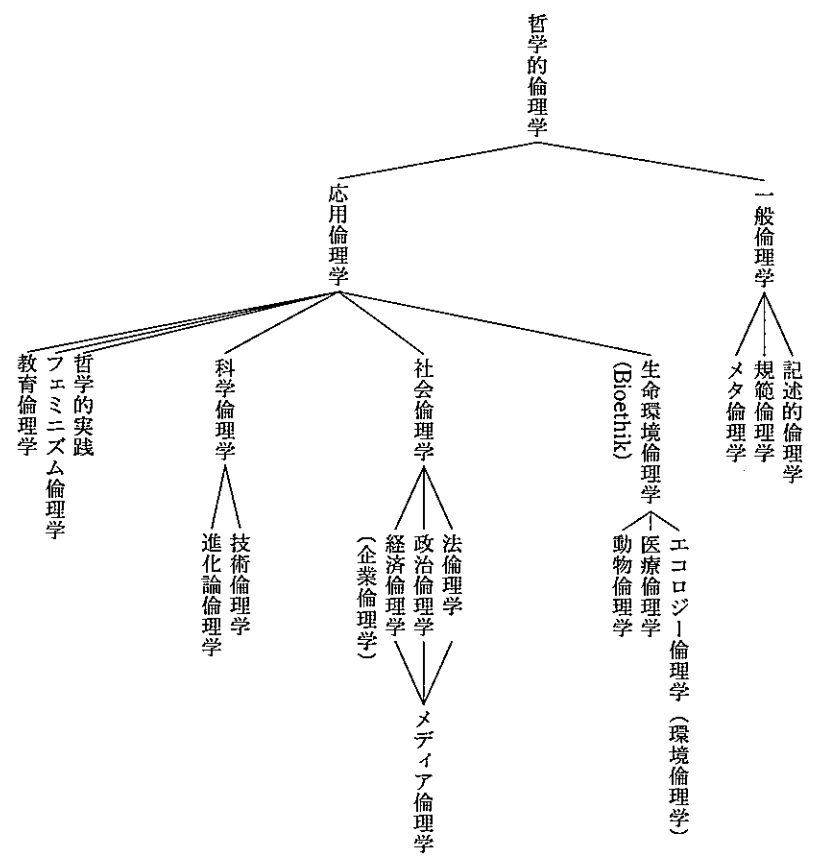 哲学的倫理学
一般倫理学
記述的倫理学
規範倫理学
メタ倫理学
応用倫理学
生命環境倫理学
(Bioethik)
エコロジー倫理学(環境倫理学)
医療倫理学
動物倫理学
社会倫理学
法倫理学
政治倫理学
経済倫理学
(企業倫理学)
メディア倫理学
科学倫理学
技術倫理学
進化論倫理学
哲学的実践
フェミニズム倫理学
教育倫理学